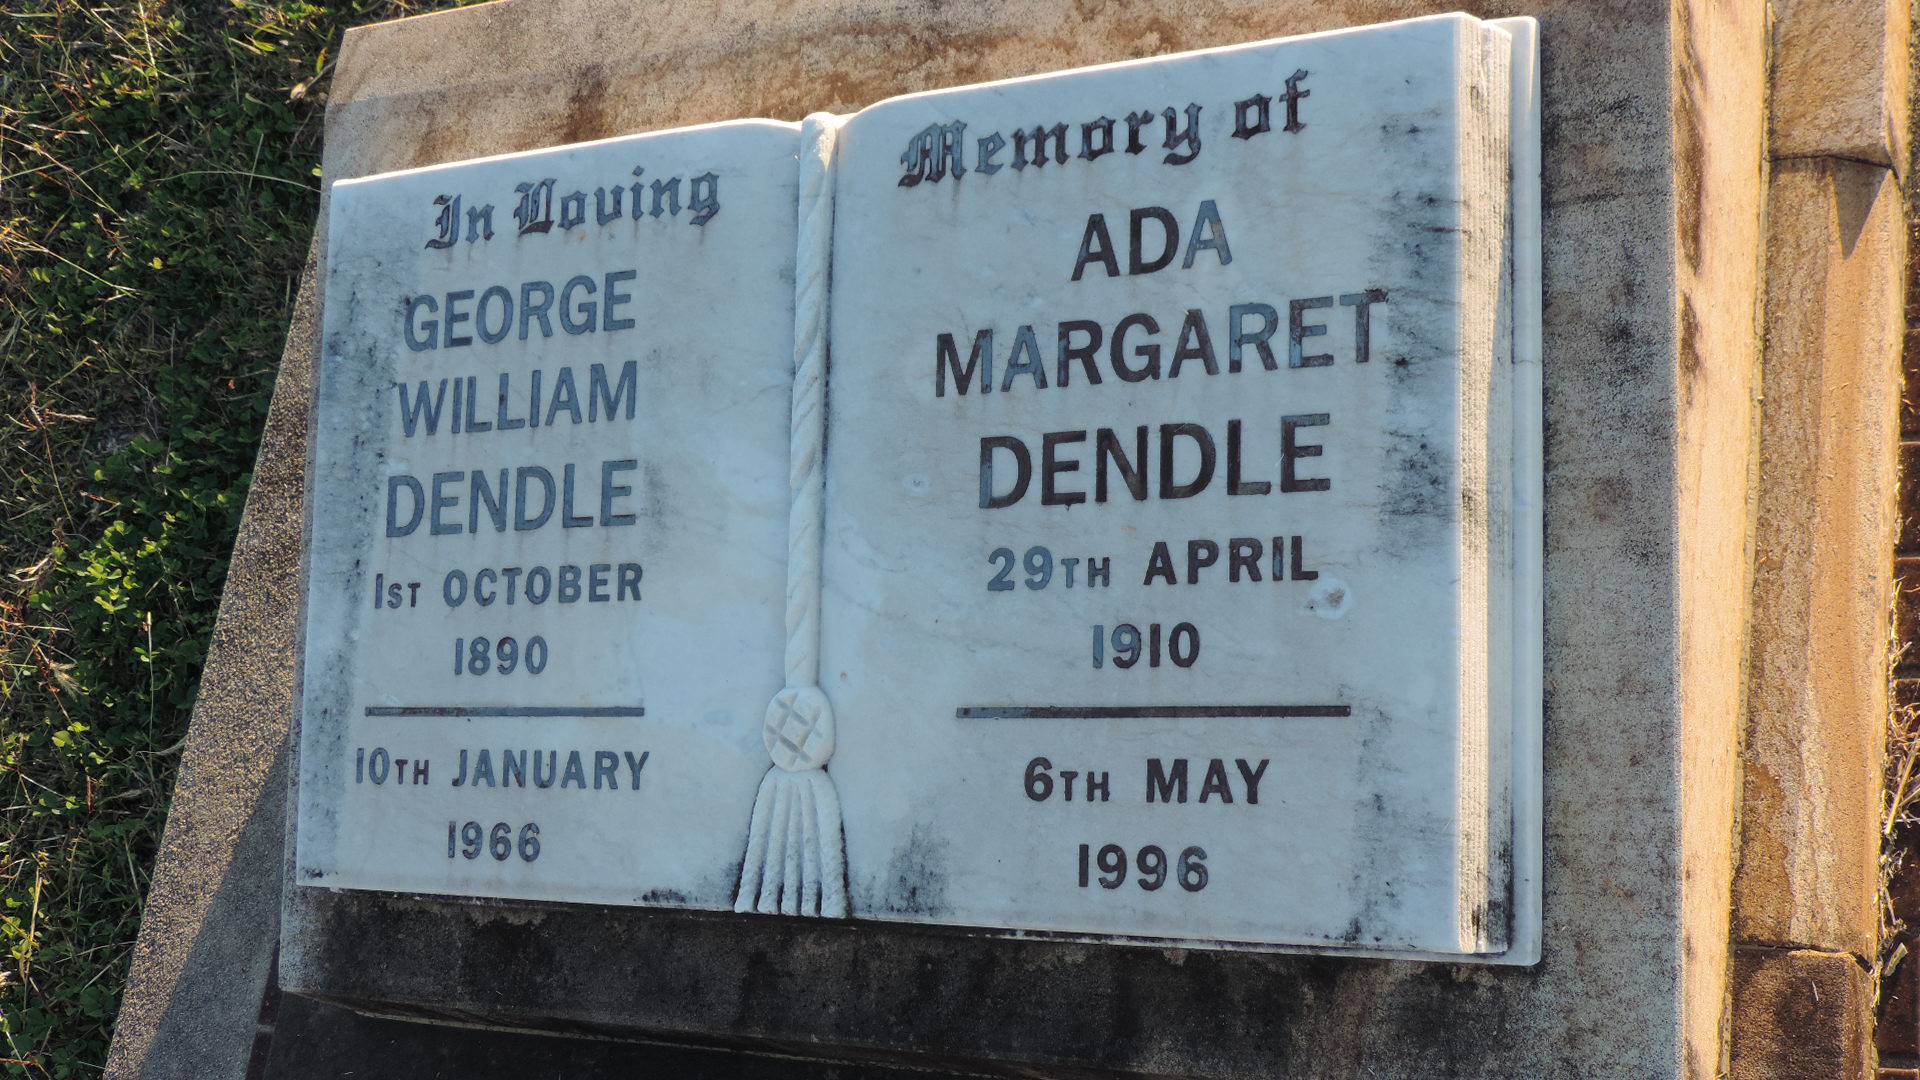 In Loving
GEORGE
WILLIAM
DENDLE
1ST OCTOBER
1890
10TH JANUARY
1966
Memory of
ADA
MARGARET
DENDLE
29TH APRIL
1910
6TH MAY
1996